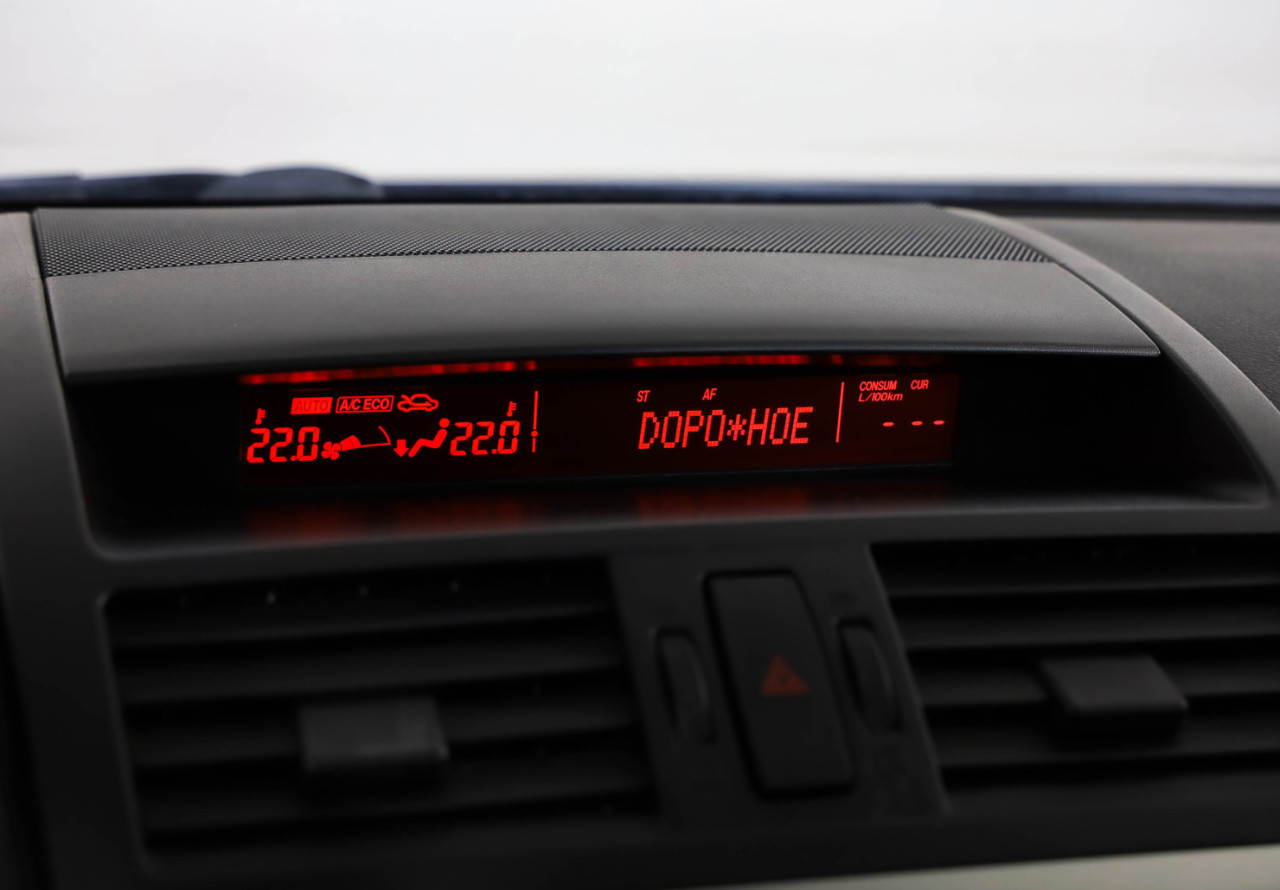 AUTO A/C ECO
22.0 22.0
ST AF
DOPO*HOE
CONSUM CUR
L/100km
- - - -